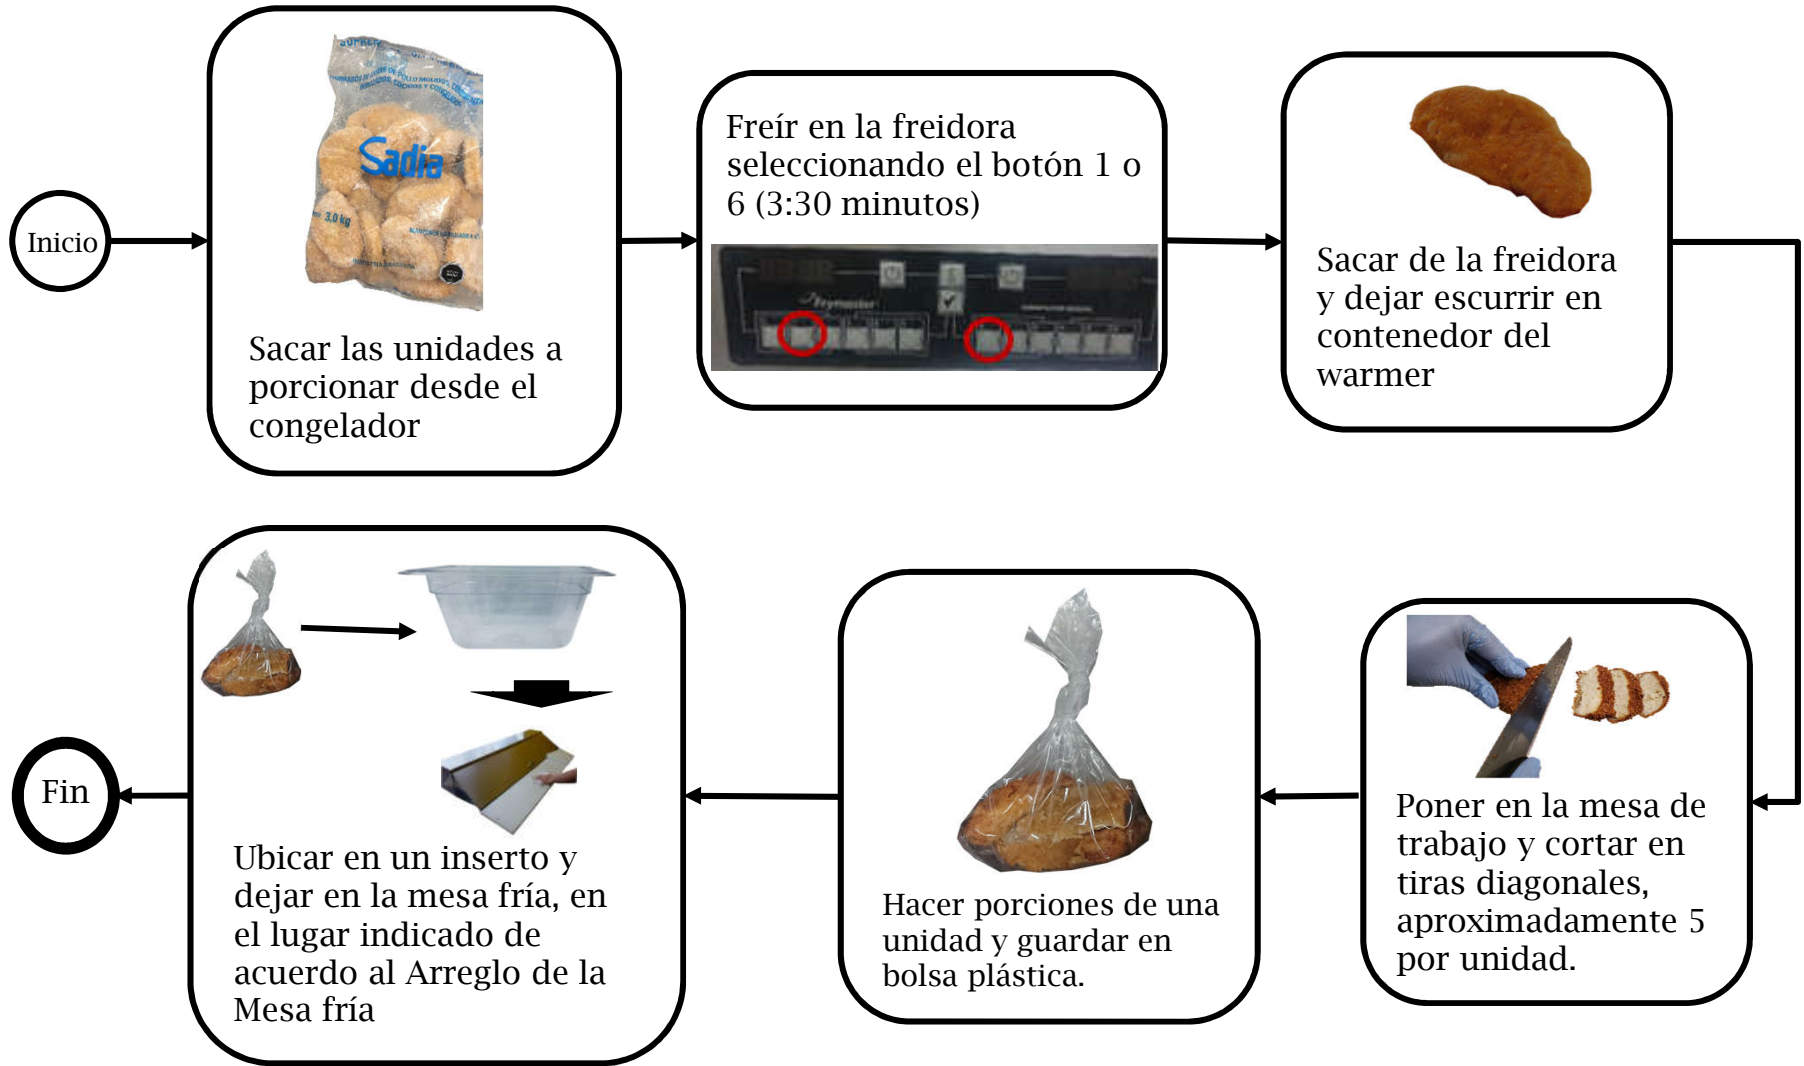 Inicio
Sadia
3,0 kg
Sacar las unidades a
porcionar desde el
congelador
Freír en la freidora
seleccionando el botón 1 o
6 (3:30 minutos)
Frymaster
Sacar de la freidora
y dejar escurrir en
contenedor del
warmer
Poner en la mesa de
trabajo y cortar en
tiras diagonales,
aproximadamente 5
por unidad.
Hacer porciones de una
unidad y guardar en
bolsa plástica.
Ubicar en un inserto y
dejar en la mesa fría, en
el lugar indicado de
acuerdo al Arreglo de la
Mesa fría
Fin